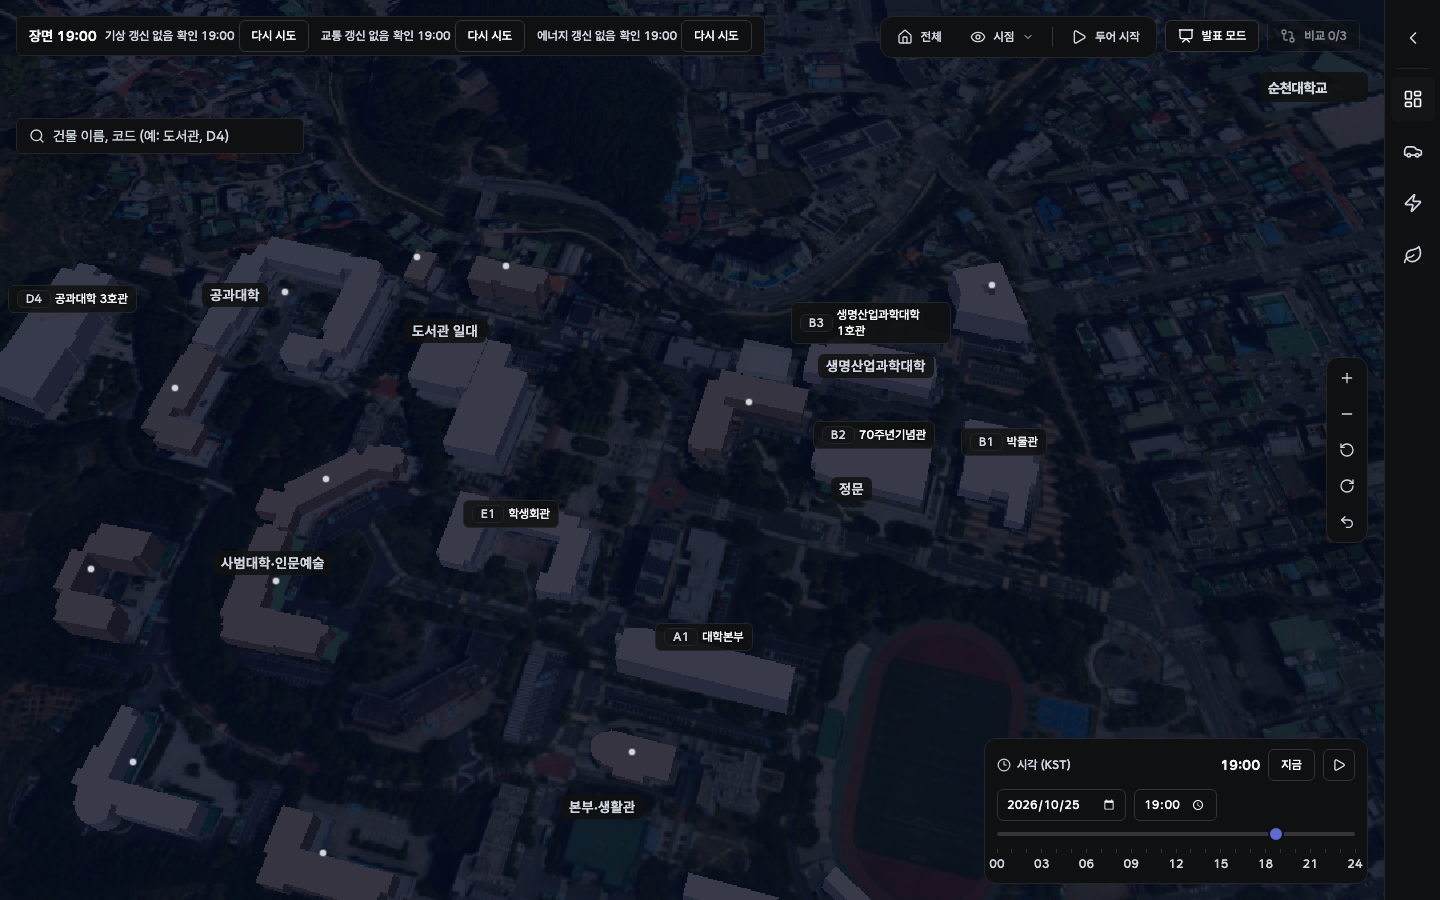 장면 19:00 기상 갱신 없음 확인 19:00 다시 시도 교통 갱신 없음 확인 19:00 다시 시도 에너지 갱신 없음 확인 19:00 다시 시도
전체 시점 투어 시작 발표 모드 비교 0/3
순천대학교
건물 이름, 코드 (예: 도서관, D4)
D4 공과대학 3호관
공과대학
도서관 일대
B3 생명산업과학대학
1호관
생명산업과학대학
B2 70주년기념관
B1 박물관
정문
E1 학생회관
사범대학·인문예술
A1 대학본부
본부·생활관
시각 (KST) 19:00 지금
2026/10/25 19:00
00 03 06 09 12 15 18 21 24